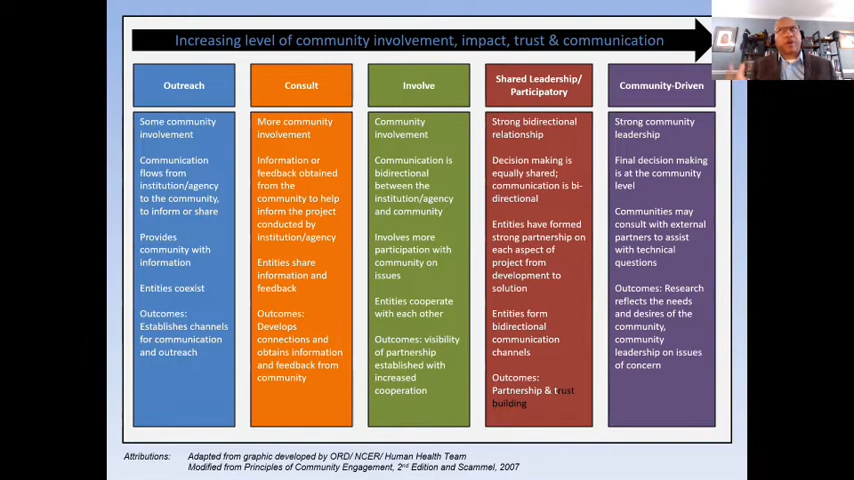 Increasing level of community involvement, impact, trust & communication
Outreach
Some community
involvement
Communication
flows from
institution/agency
to the community,
to inform or share
Provides
community with
information
Entities coexist
Outcomes:
Establishes channels
for communication
and outreach
Consult
More community
involvement
Information or
feedback obtained
from the
community to help
inform the project
conducted by
institution/agency
Entities share
information and
feedback
Outcomes:
Develops
connections and
obtains information
and feedback from
community
Involve
Community
involvement
Communication is
bidirectional
between the
institution/agency
and community
Involves more
participation with
community on
issues
Entities cooperate
with each other
Outcomes: visibility
of partnership
established with
increased
cooperation
Shared Leadership/
Participatory
Strong bidirectional
relationship
Decision making is
equally shared;
communication is bi-
directional
Entities have formed
strong partnership on
each aspect of
project from
development to
solution
Entities form
bidirectional
communication
channels
Outcomes:
Partnership & trust
building
Community-Driven
Strong community
leadership
Final decision making
is at the community
level
Communities may
consult with external
partners to assist
with technical
questions
Outcomes: Research
reflects the needs
and desires of the
community,
community
leadership on issues
of concern
Attributions: Adapted from graphic developed by ORD/ NCER/ Human Health Team
Modified from Principles of Community Engagement, 2nd Edition and Scammel, 2007